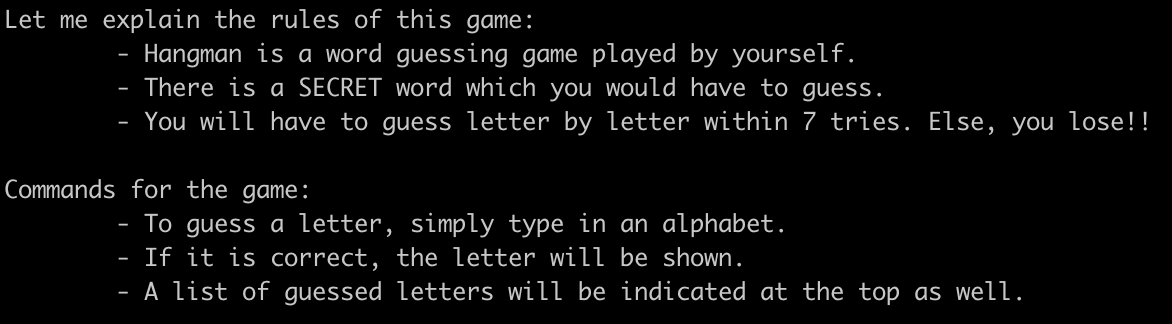 Let me explain the rules of this game:
- Hangman is a word guessing game played by yourself.
- There is a SECRET word which you would have to guess.
- You will have to guess letter by letter within 7 tries. Else, you lose!!
Commands for the game:
- To guess a letter, simply type in an alphabet.
- If it is correct, the letter will be shown.
- A list of guessed letters will be indicated at the top as well.